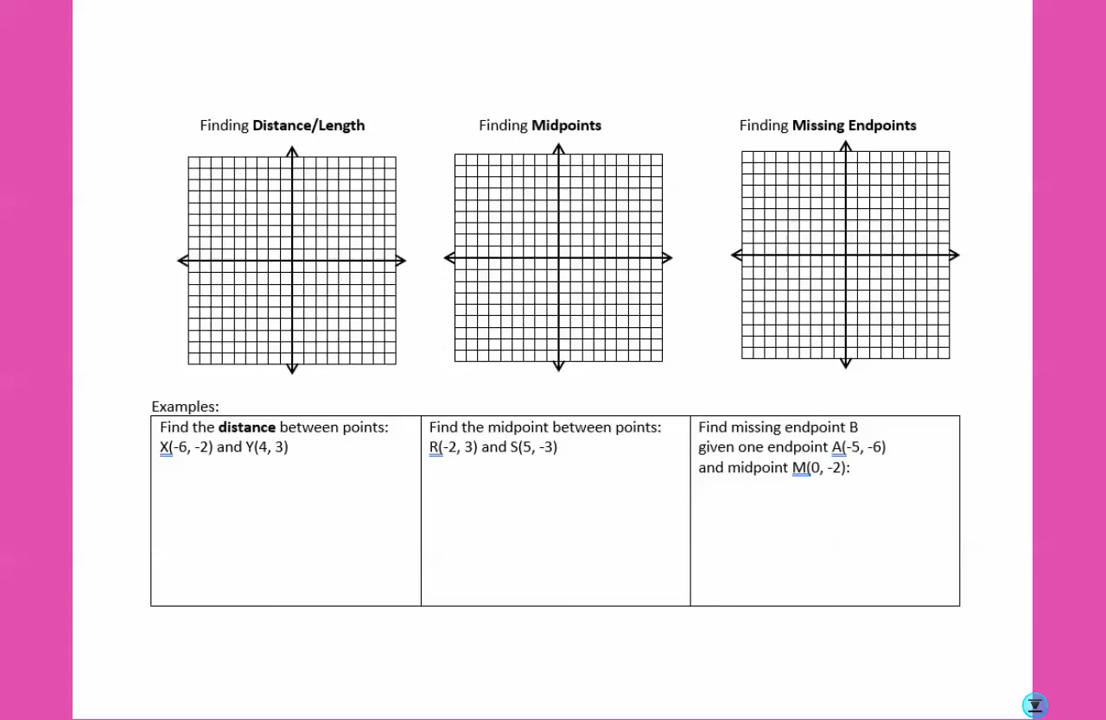 Finding Distance/Length
Finding Midpoints
Finding Missing Endpoints
Examples:
Find the distance between points:
X(-6, -2) and Y(4, 3)
Find the midpoint between points:
R(-2, 3) and S(5, -3)
Find missing endpoint B
given one endpoint A(-5, -6)
and midpoint M(0, -2):